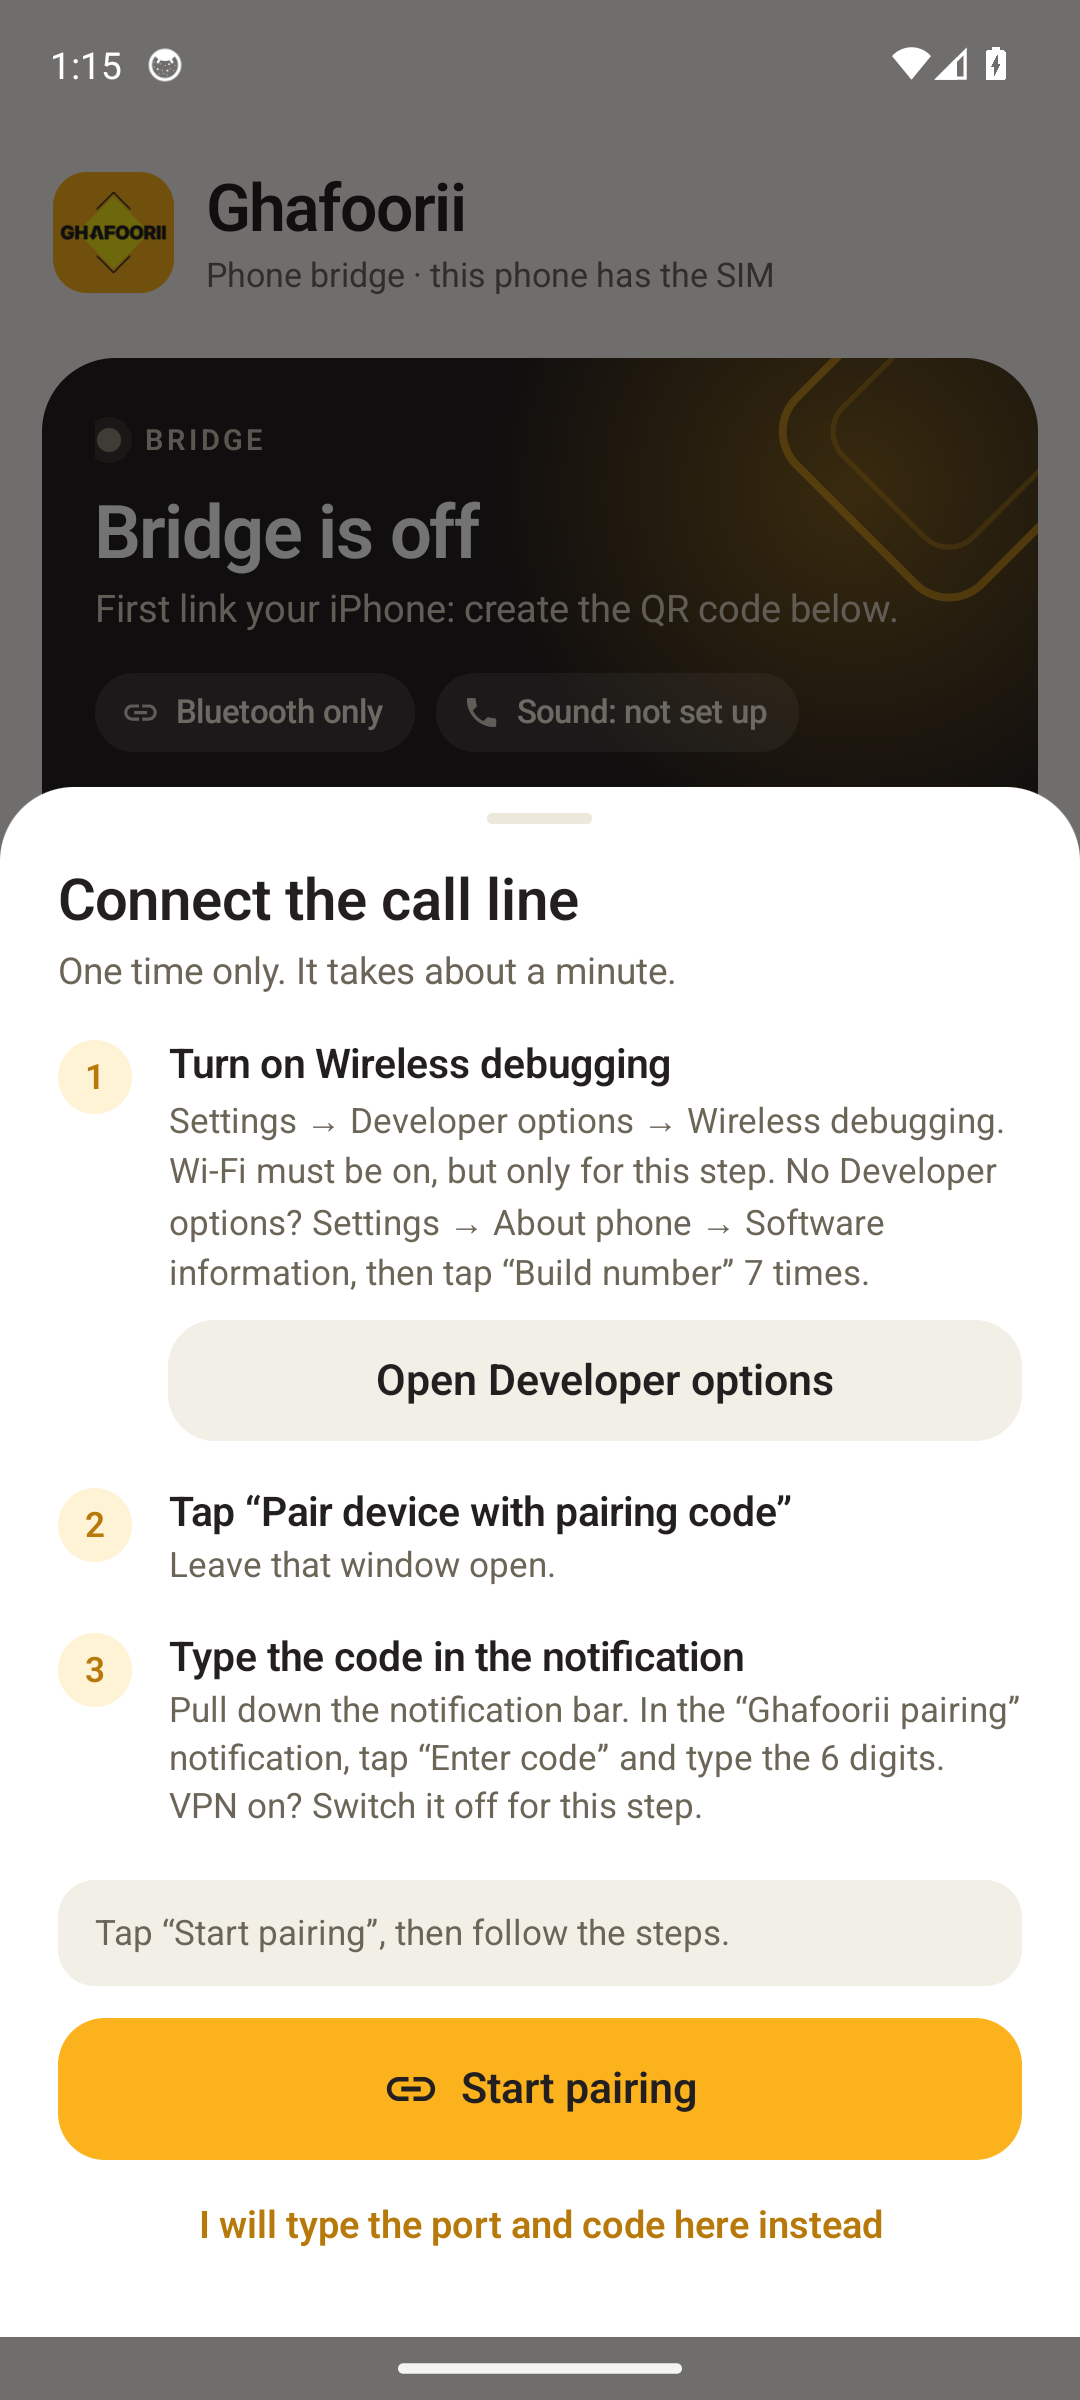 1:15
GHAFOORII
Ghafoorii
Phone bridge · this phone has the SIM
BRIDGE
Bridge is off
First link your iPhone: create the QR code below.
Bluetooth only
Sound: not set up
Connect the call line
One time only. It takes about a minute.
1
Turn on Wireless debugging
Settings → Developer options → Wireless debugging.
Wi-Fi must be on, but only for this step. No Developer
options? Settings → About phone → Software
information, then tap “Build number” 7 times.
Open Developer options
2
Tap “Pair device with pairing code”
Leave that window open.
3
Type the code in the notification
Pull down the notification bar. In the “Ghafoorii pairing”
notification, tap “Enter code” and type the 6 digits.
VPN on? Switch it off for this step.
Tap “Start pairing”, then follow the steps.
Start pairing
I will type the port and code here instead